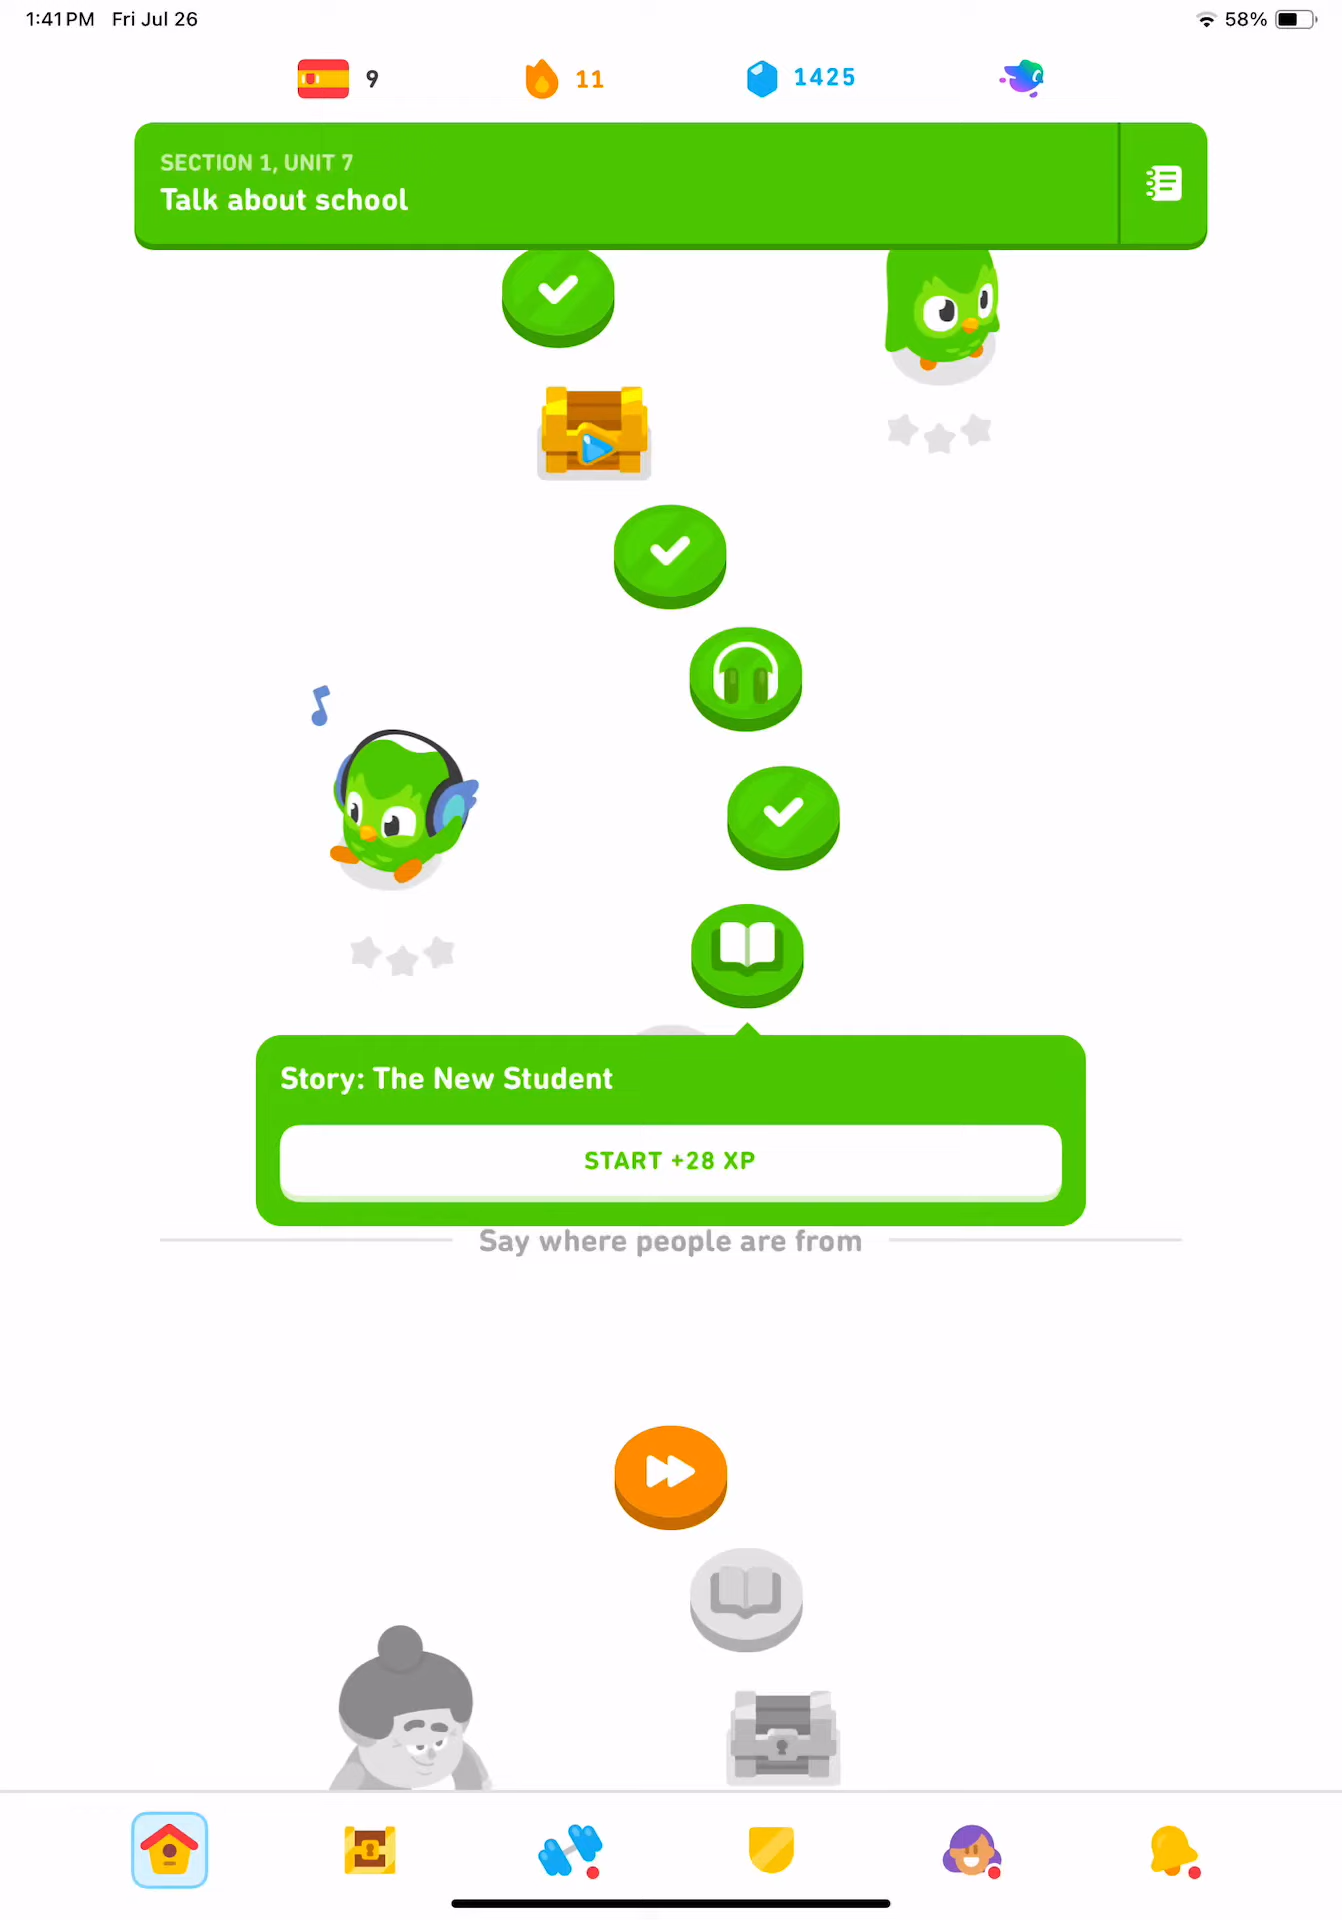 1:41 PM Fri Jul 26 58%
9 11 1425
SECTION 1, UNIT 7
Talk about school
Story: The New Student
START +28 XP
Say where people are from